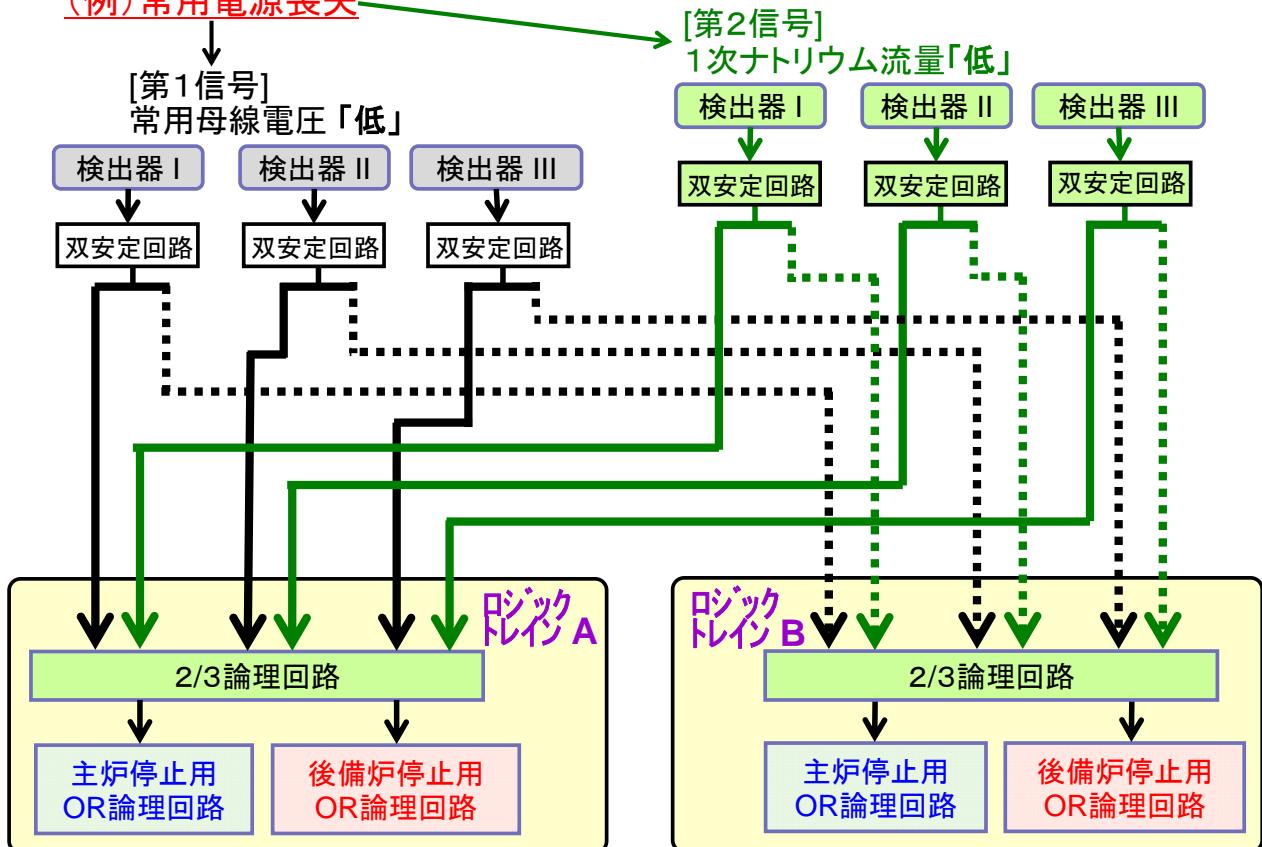 (例)常用電源喪失
[第1信号]
常用母線電圧「低」
検出器 I
検出器 II
検出器 III
双安定回路
双安定回路
双安定回路
[第2信号]
1次ナトリウム流量「低」
検出器 I
検出器 II
検出器 III
双安定回路
双安定回路
双安定回路
ロジック
トレイン A
2/3論理回路
主炉停止用
OR論理回路
後備炉停止用
OR論理回路
ロジック
トレイン B
2/3論理回路
主炉停止用
OR論理回路
後備炉停止用
OR論理回路